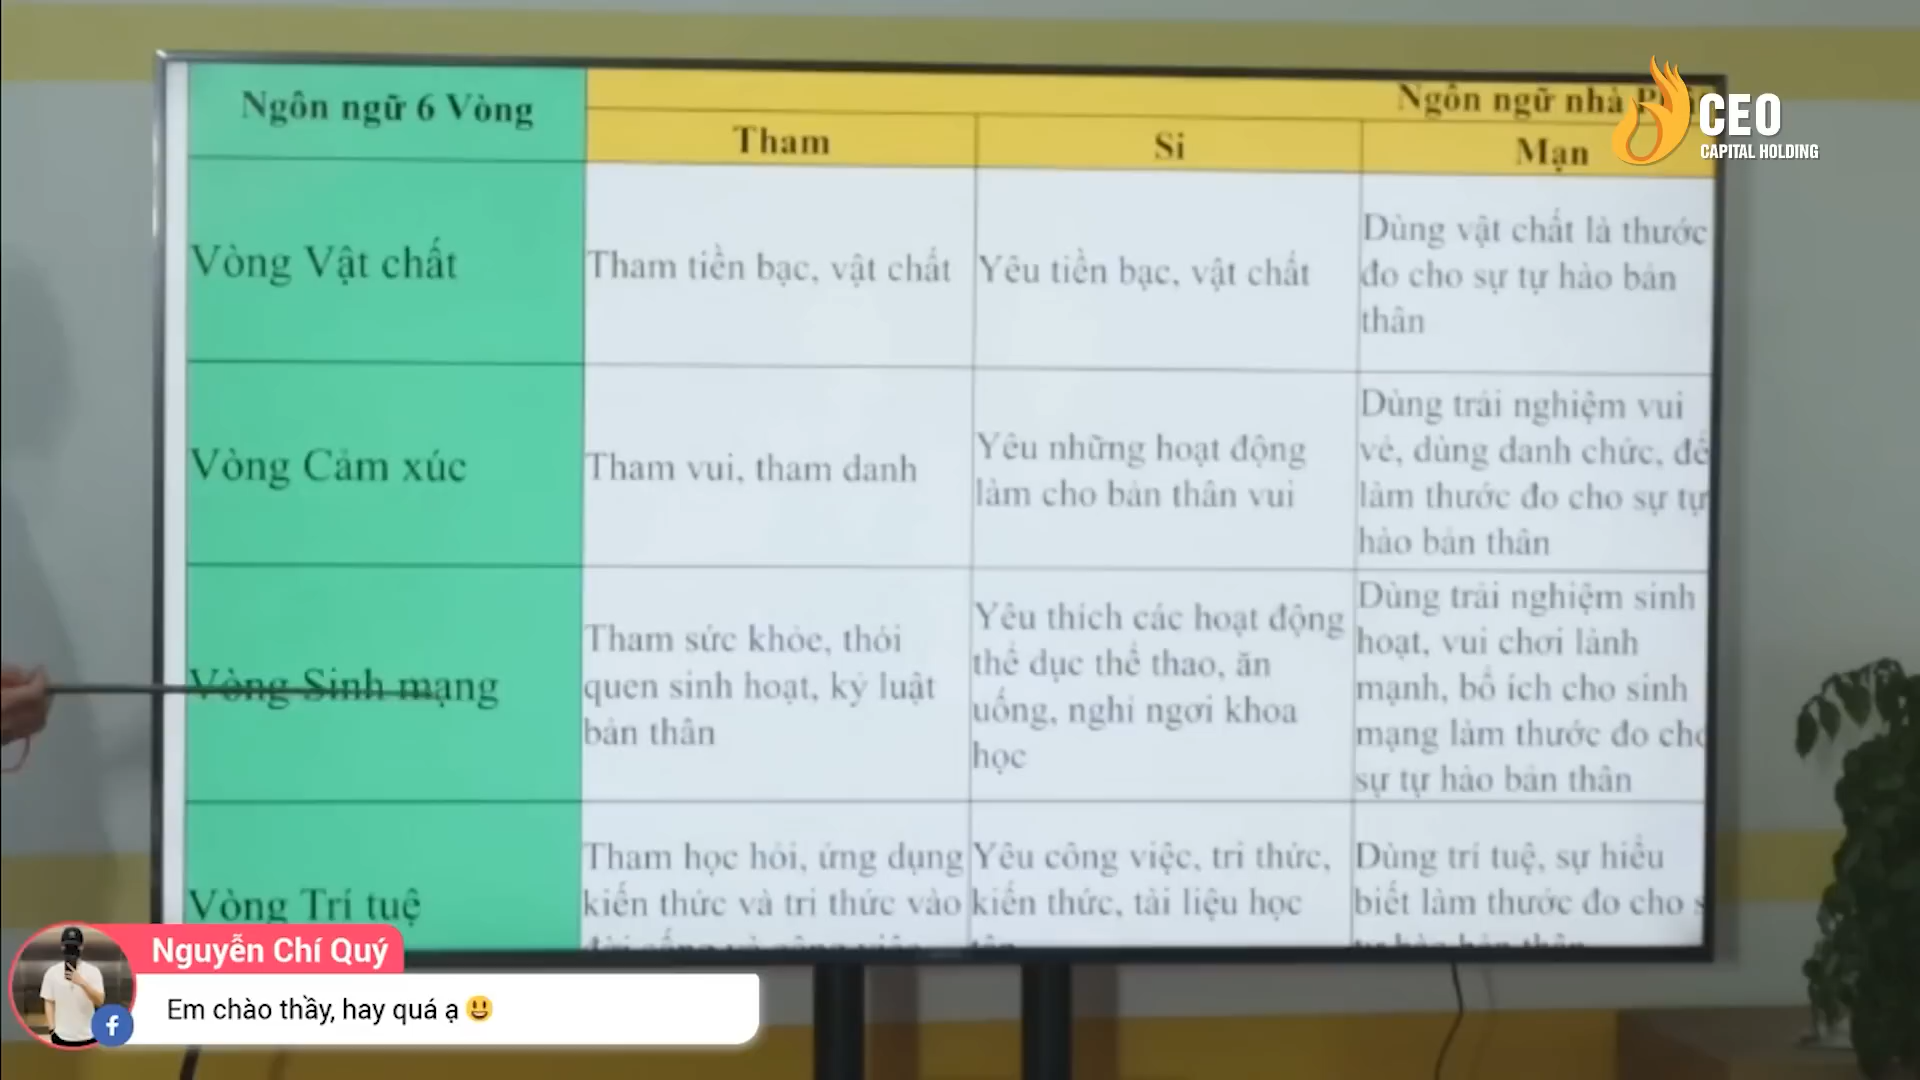 Ngôn ngữ 6 Vòng
Ngôn ngữ nhà
Tham
Si
Mạn
CEO
CAPITAL HOLDING
Vòng Vật chất
Tham tiền bạc, vật chất
Yêu tiền bạc, vật chất
Dùng vật chất là thước
đo cho sự tự hào bản
thân
Vòng Cảm xúc
Tham vui, tham danh
Yêu những hoạt động
làm cho bản thân vui
Dùng trải nghiệm vui
vẻ, dùng danh chức, để
làm thước đo cho sự tự
hào bản thân
Vòng Sinh mạng
Tham sức khỏe, thói
quen sinh hoạt, kỷ luật
bản thân
Yêu thích các hoạt động
thể dục thể thao, ăn
uống, nghỉ ngơi khoa
học
Dùng trải nghiệm sinh
hoạt, vui chơi lành
mạnh, bổ ích cho sinh
mạng làm thước đo cho
sự tự hào bản thân
Vòng Trí tuệ
Tham học hỏi, ứng dụng
kiến thức và tri thức vào
Yêu công việc, tri thức,
kiến thức, tài liệu học
Dùng trí tuệ, sự hiểu
biết làm thước đo cho
Nguyễn Chí Quý
Em chào thầy, hay quá ạ 😃